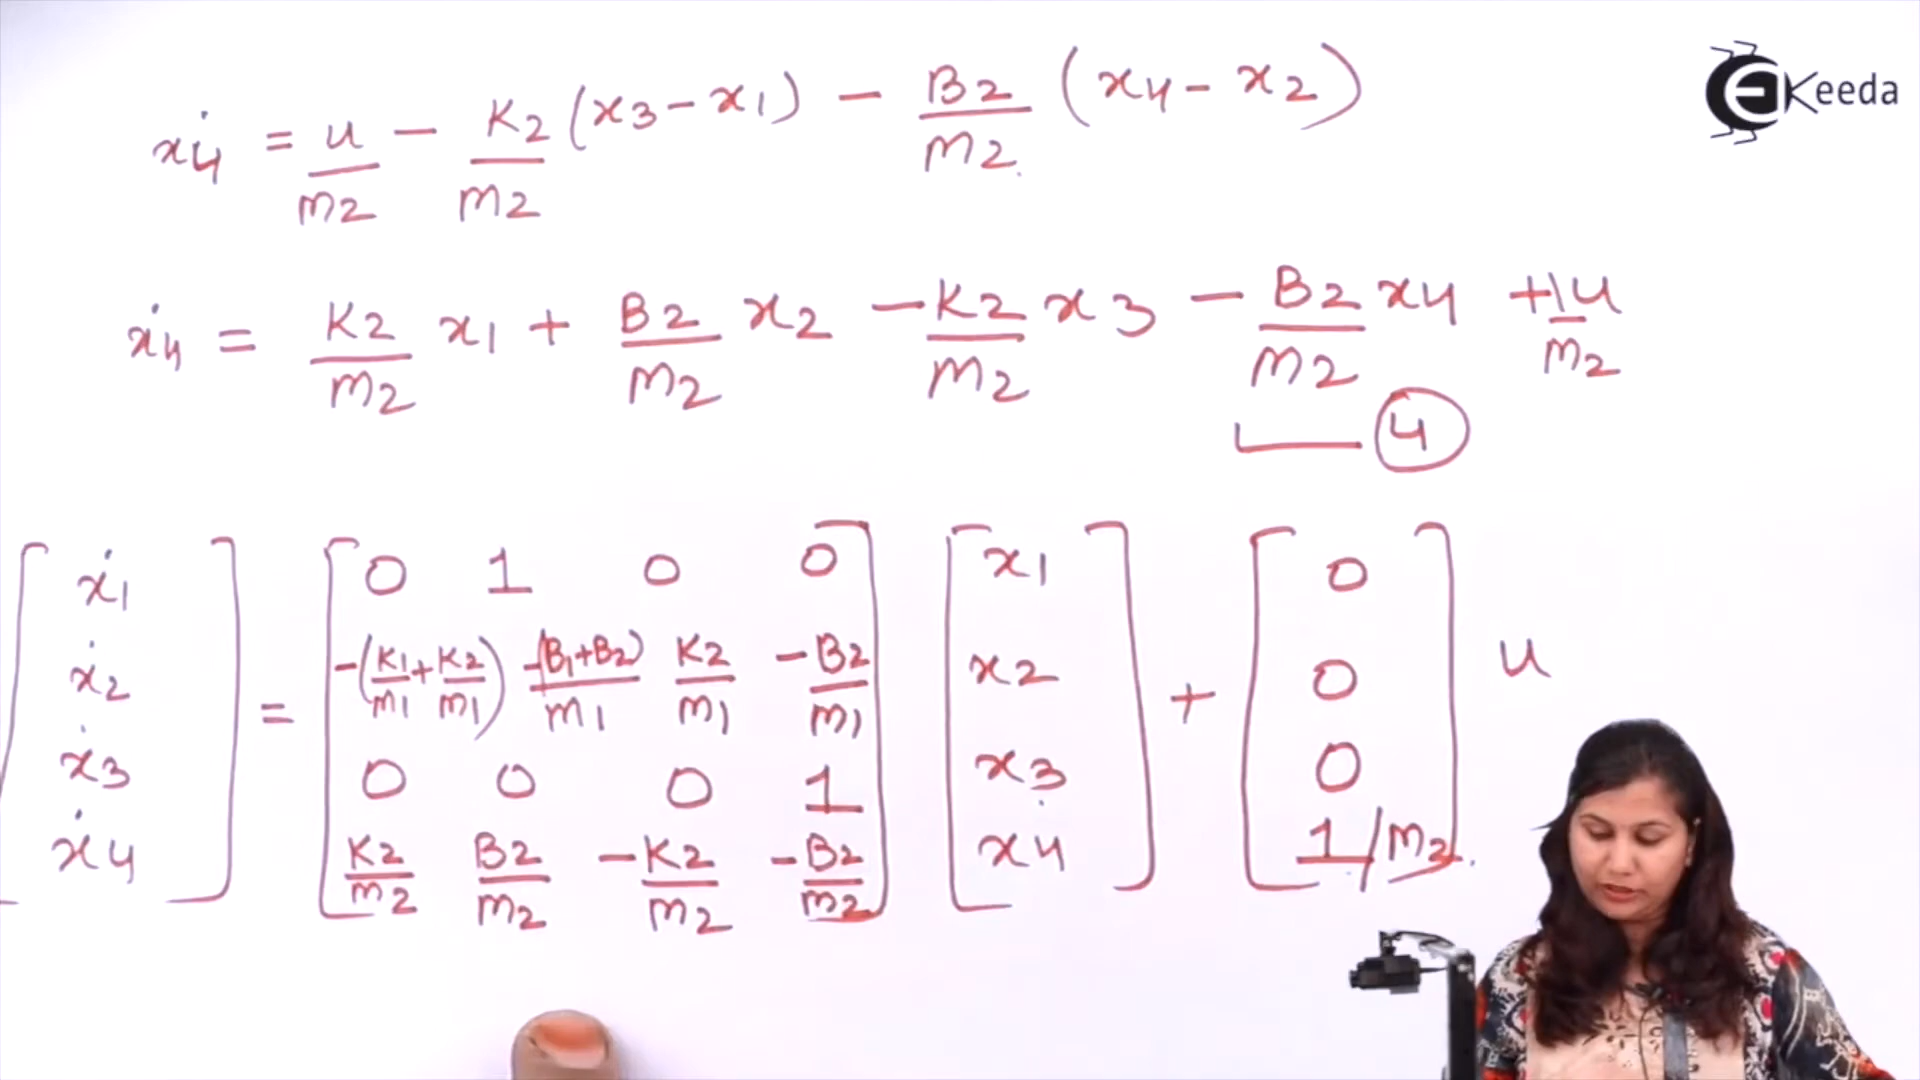 EKeeda
ẋ4 = u/m2 − K2/m2 (x3 − x1) − B2/m2 (x4 − x2)
ẋ4 = K2/m2 x1 + B2/m2 x2 − K2/m2 x3 − B2/m2 x4 + 1/m2 u
4
[ẋ1 ẋ2 ẋ3 ẋ4] = [0 1 0 0
−(K1/m1 + K2/m1) −(B1+B2)/m1 K2/m1 −B2/m1
0 0 0 1
K2/m2 B2/m2 −K2/m2 −B2/m2] [x1 x2 x3 x4] + [0 0 0 1/m2] u